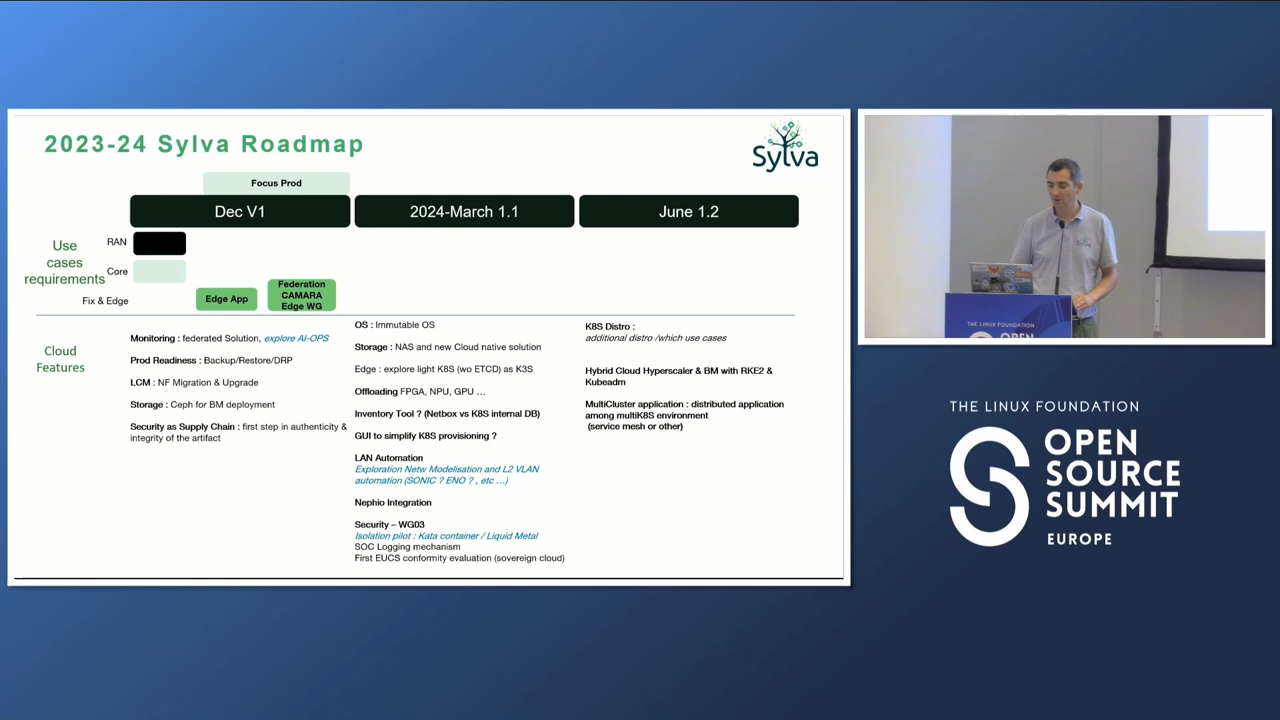 2023-24 Sylva Roadmap
Sylva
Focus Prod
Dec V1
2024-March 1.1
June 1.2
Use
cases
requirements
RAN
Core
Fix & Edge
Edge App
Federation
CAMARA
Edge WG
Cloud
Features
Monitoring : federated Solution, explore AI-OPS
Prod Readiness : Backup/Restore/DRP
LCM : NF Migration & Upgrade
Storage : Ceph for BM deployment
Security as Supply Chain : first step in authenticity &
integrity of the artifact
OS : Immutable OS
Storage : NAS and new Cloud native solution
Edge : explore light K8S (wo ETCD) as K3S
Offloading FPGA, NPU, GPU ...
Inventory Tool ? (Netbox vs K8S internal DB)
GUI to simplify K8S provisioning ?
LAN Automation
Exploration Netw Modelisation and L2 VLAN
automation (SONIC ? ENO ? , etc ...)
Nephio Integration
Security – WG03
Isolation pilot : Kata container / Liquid Metal
SOC Logging mechanism
First EUCS conformity evaluation (sovereign cloud)
K8S Distro :
additional distro /which use cases
Hybrid Cloud Hyperscaler & BM with RKE2 &
Kubeadm
MultiCluster application : distributed application
among multiK8S environment
(service mesh or other)
THE LINUX FOUNDATION
OPEN
THE LINUX FOUNDATION
OPEN
SOURCE
SUMMIT
EUROPE